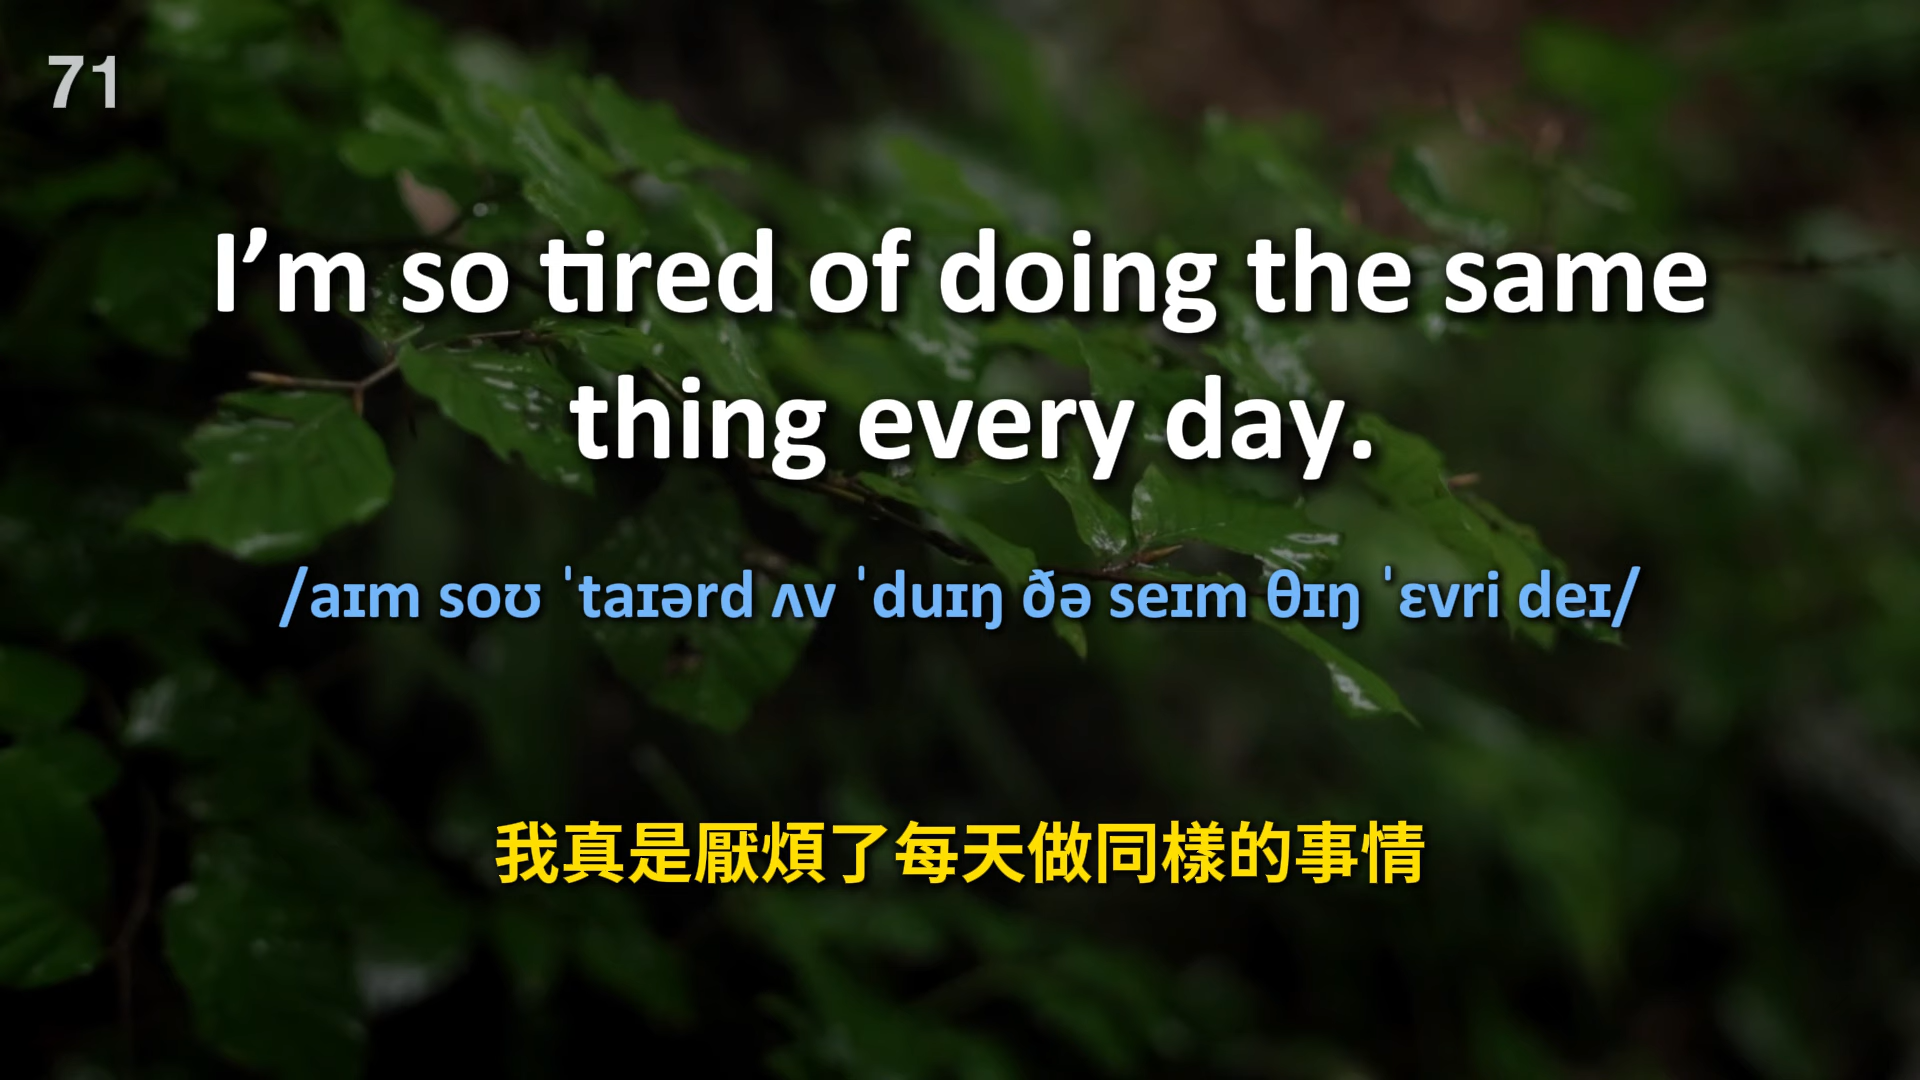 71
I’m so tired of doing the same
thing every day.
/aɪm soʊ ˈtaɪərd ʌv ˈduɪŋ ðə seɪm θɪŋ ˈɛvri deɪ/
我真是厭煩了每天做同樣的事情